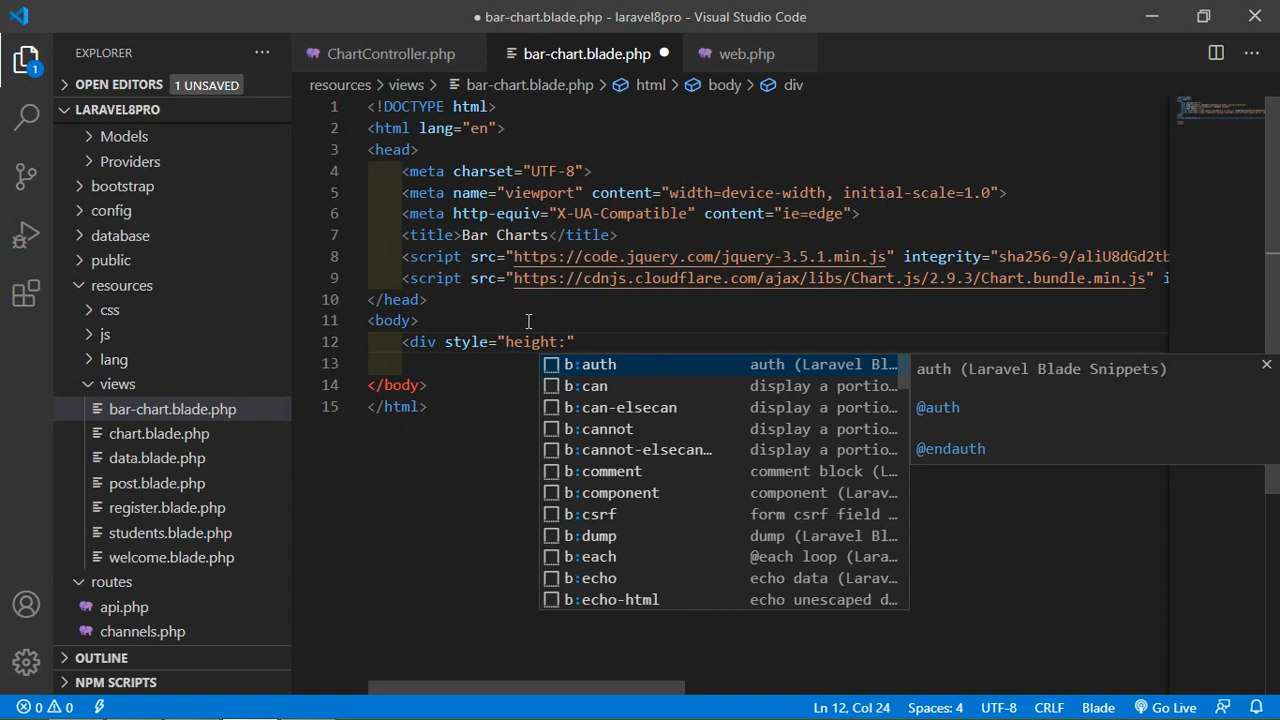 ● bar-chart.blade.php - laravel8pro - Visual Studio Code
EXPLORER
ChartController.php
bar-chart.blade.php
web.php
1
OPEN EDITORS 1 UNSAVED
LARAVEL8PRO
Models
Providers
bootstrap
config
database
public
resources
css
js
lang
views
bar-chart.blade.php
chart.blade.php
data.blade.php
post.blade.php
register.blade.php
students.blade.php
welcome.blade.php
routes
api.php
channels.php
OUTLINE
NPM SCRIPTS
resources > views > bar-chart.blade.php > html > body > div
1 <!DOCTYPE html>
2 <html lang="en">
3 <head>
4 <meta charset="UTF-8">
5 <meta name="viewport" content="width=device-width, initial-scale=1.0">
6 <meta http-equiv="X-UA-Compatible" content="ie=edge">
7 <title>Bar Charts</title>
8 <script src="https://code.jquery.com/jquery-3.5.1.min.js" integrity="sha256-9/aliU8dGd2tb
9 <script src="https://cdnjs.cloudflare.com/ajax/libs/Chart.js/2.9.3/Chart.bundle.min.js" i
10 </head>
11 <body>
12 <div style="height:"
13
14 </body>
15 </html>
b:auth auth (Laravel Bl…
b:can display a portio…
b:can-elsecan display a portio…
b:cannot display a portio…
b:cannot-elsecan… display a portio…
b:comment comment block (L…
b:component component (Larav…
b:csrf form csrf field …
b:dump dump (Laravel Bl…
b:each @each loop (Lara…
b:echo echo data (Larav…
b:echo-html echo unescaped d…
auth (Laravel Blade Snippets)
@auth
@endauth
0 0 Ln 12, Col 24 Spaces: 4 UTF-8 CRLF Blade Go Live